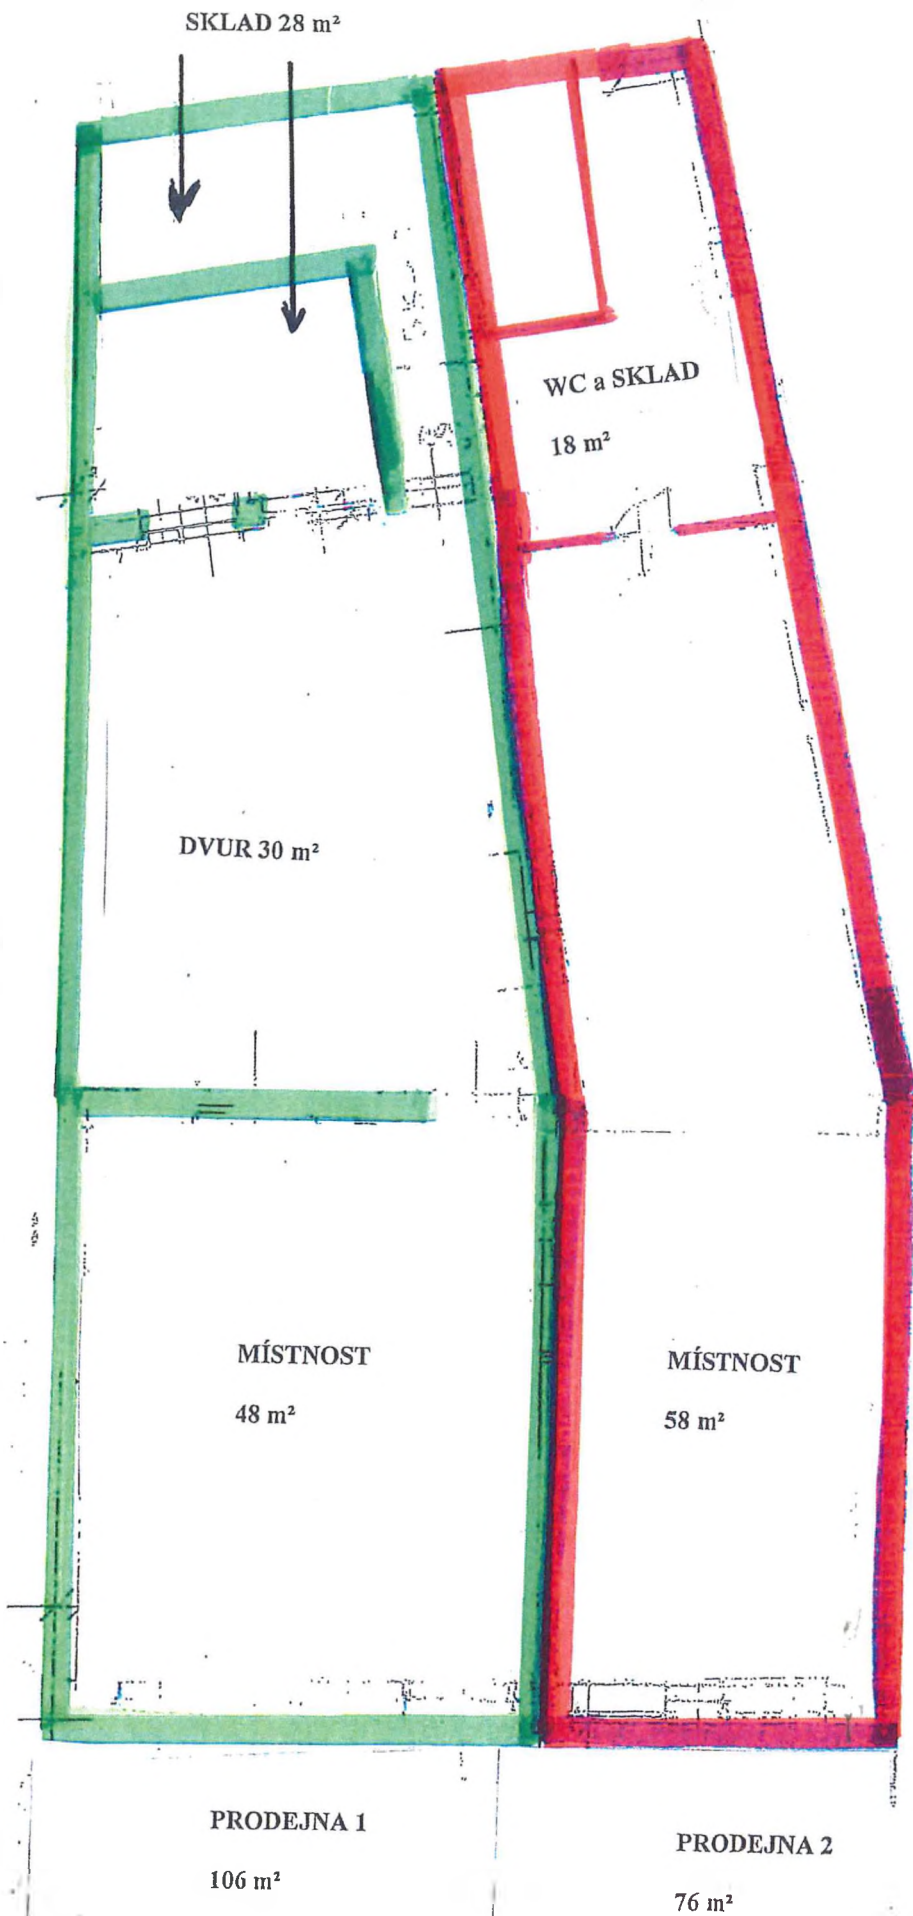 SKLAD 28 m²
WC a SKLAD
18 m²
DVUR 30 m²
MÍSTNOST
48 m²
MÍSTNOST
58 m²
PRODEJNA 1
106 m²
PRODEJNA 2
76 m²